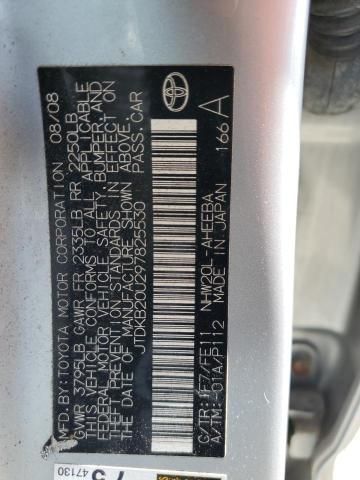 MFD. BY: TOYOTA MOTOR CORPORATION 08/08
GVWR 3795LB GAWR FR 2335LB RR 2250LB
THIS VEHICLE CONFORMS TO ALL APPLICABLE
FEDERAL MOTOR VEHICLE SAFETY, BUMPER, AND
THEFT PREVENTION STANDARDS IN EFFECT ON
THE DATE OF MANUFACTURE SHOWN ABOVE.
JTDKB20U297825530 PASS. CAR
C/TR: 1F7/FE11 NHW20L-AHEEBA 166 A
A/TM: -01A/P112 MADE IN JAPAN
47130